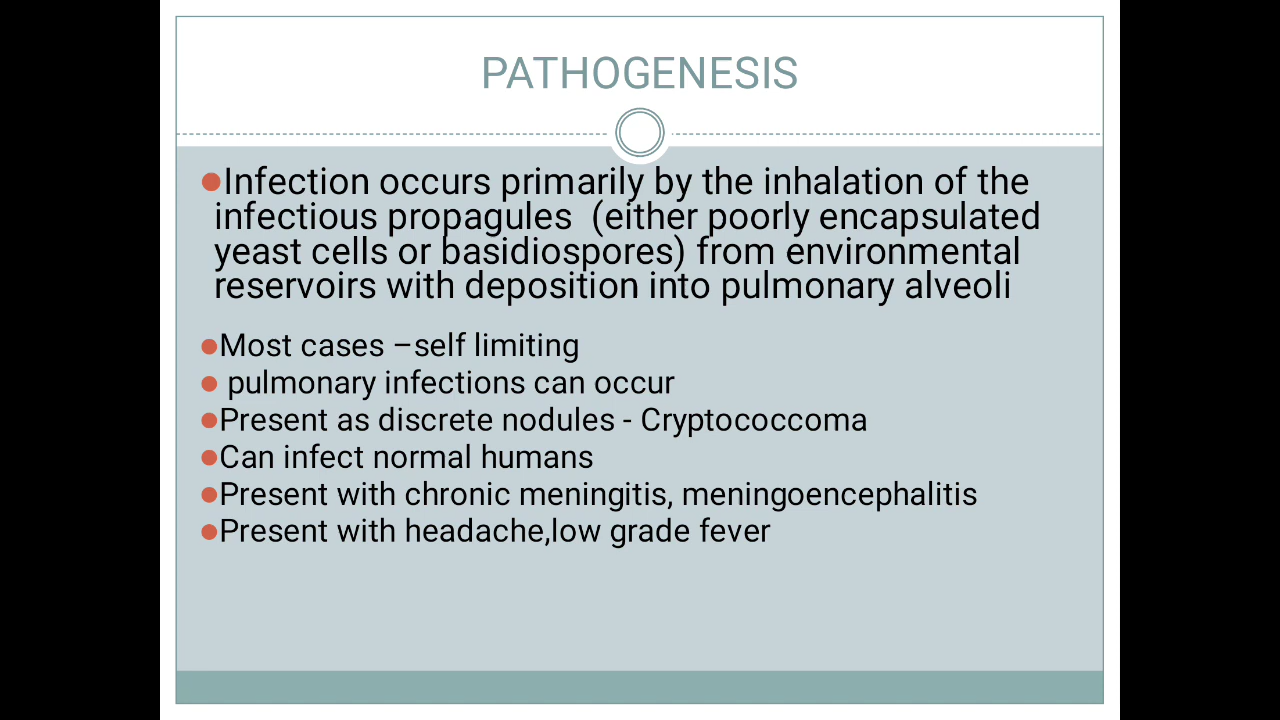 PATHOGENESIS
●Infection occurs primarily by the inhalation of the
infectious propagules  (either poorly encapsulated
yeast cells or basidiospores) from environmental
reservoirs with deposition into pulmonary alveoli
●Most cases –self limiting
● pulmonary infections can occur
●Present as discrete nodules - Cryptococcoma
●Can infect normal humans
●Present with chronic meningitis, meningoencephalitis
●Present with headache,low grade fever